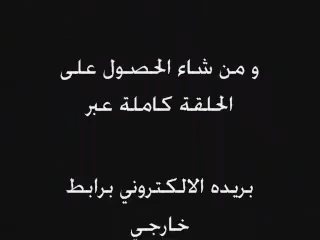 و من شاء الحصول على
الحلقة كاملة عبر
بريده الالكتروني برابط
خارجي